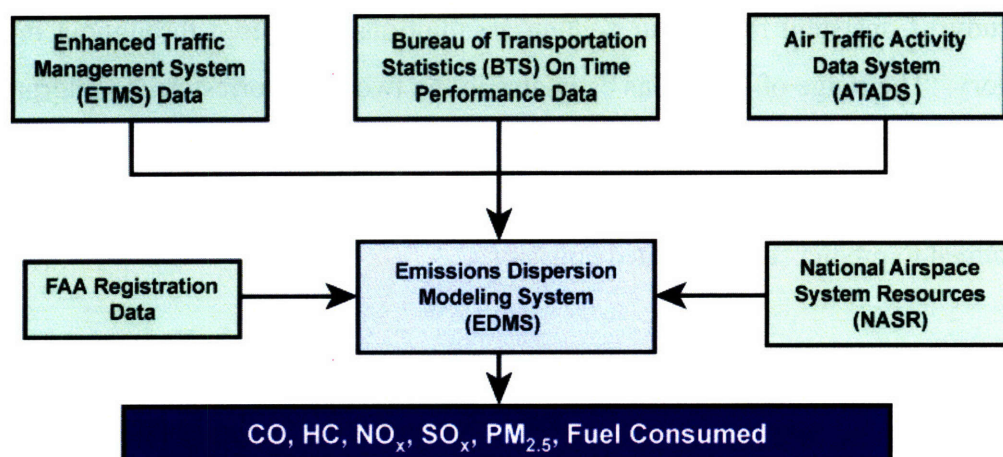 Enhanced Traffic
Management System
(ETMS) Data
Bureau of Transportation
Statistics (BTS) On Time
Performance Data
Air Traffic Activity
Data System
(ATADS)
FAA Registration
Data
Emissions Dispersion
Modeling System
(EDMS)
National Airspace
System Resources
(NASR)
CO, HC, NOₓ, SOₓ, PM₂.₅, Fuel Consumed